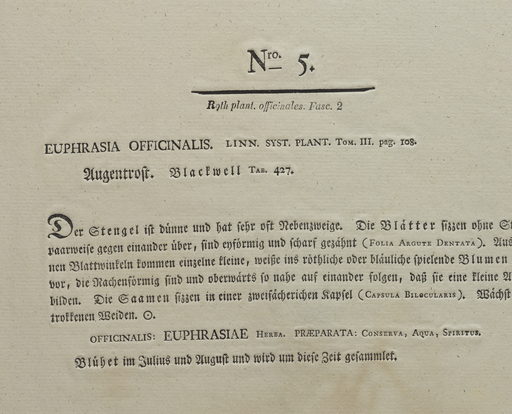 Nro. 5.
Roth plant. officinales. Fasc. 2
EUPHRASIA OFFICINALIS. LINN. SYST. PLANT. Tom. III. pag. 108.
Augentrost. Blackwell Tab. 427.
Der Stengel ist dünne und hat sehr oft Nebenzweige. Die Blätter sizzen ohne St
paarweise gegen einander über, sind eyförmig und scharf gezähnt (Folia Argute Dentata). Aus
nen Blattwinkeln kommen einzelne kleine, weiße ins röthliche oder bläuliche spielende Blumen
vor, die Rachenförmig sind und oberwärts so nahe auf einander folgen, daß sie eine kleine A
bilden. Die Saamen sizzen in einer zweifächerichen Kapsel (Capsula Bilocularis). Wächst
trokkenen Weiden. ☉.
OFFICINALIS: EUPHRASIAE Herba. PRÆPARATA: Conserva, Aqua, Spiritus.
Blühet im Julius und August und wird um diese Zeit gesammlet.